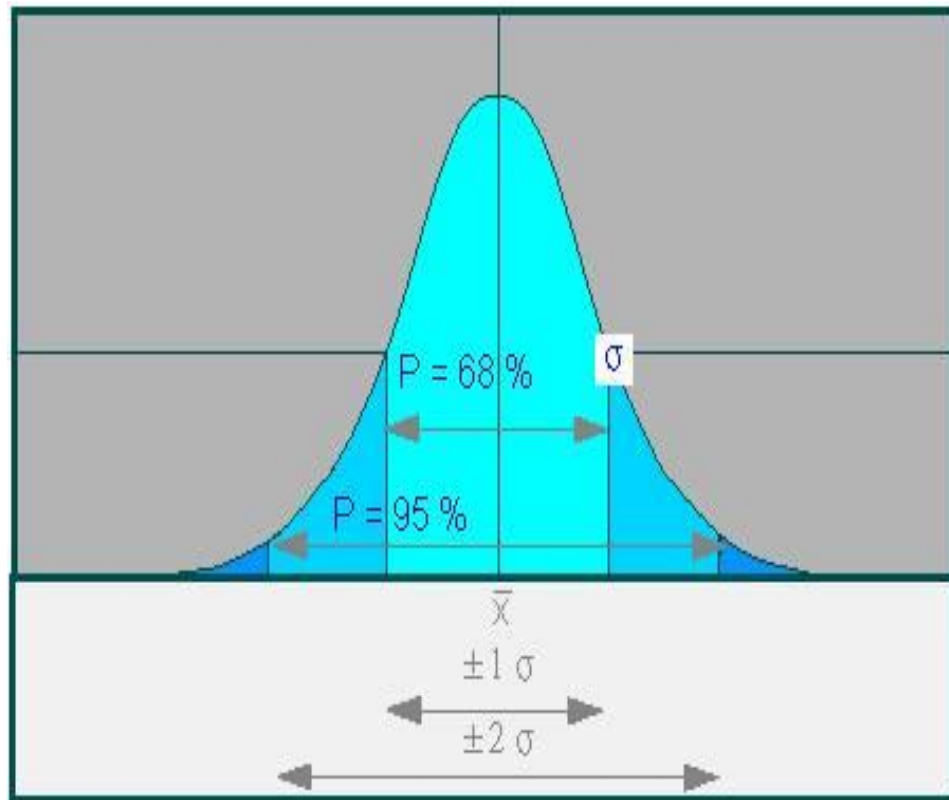 σ
P = 68 %
P = 95 %
x̄
±1 σ
±2 σ